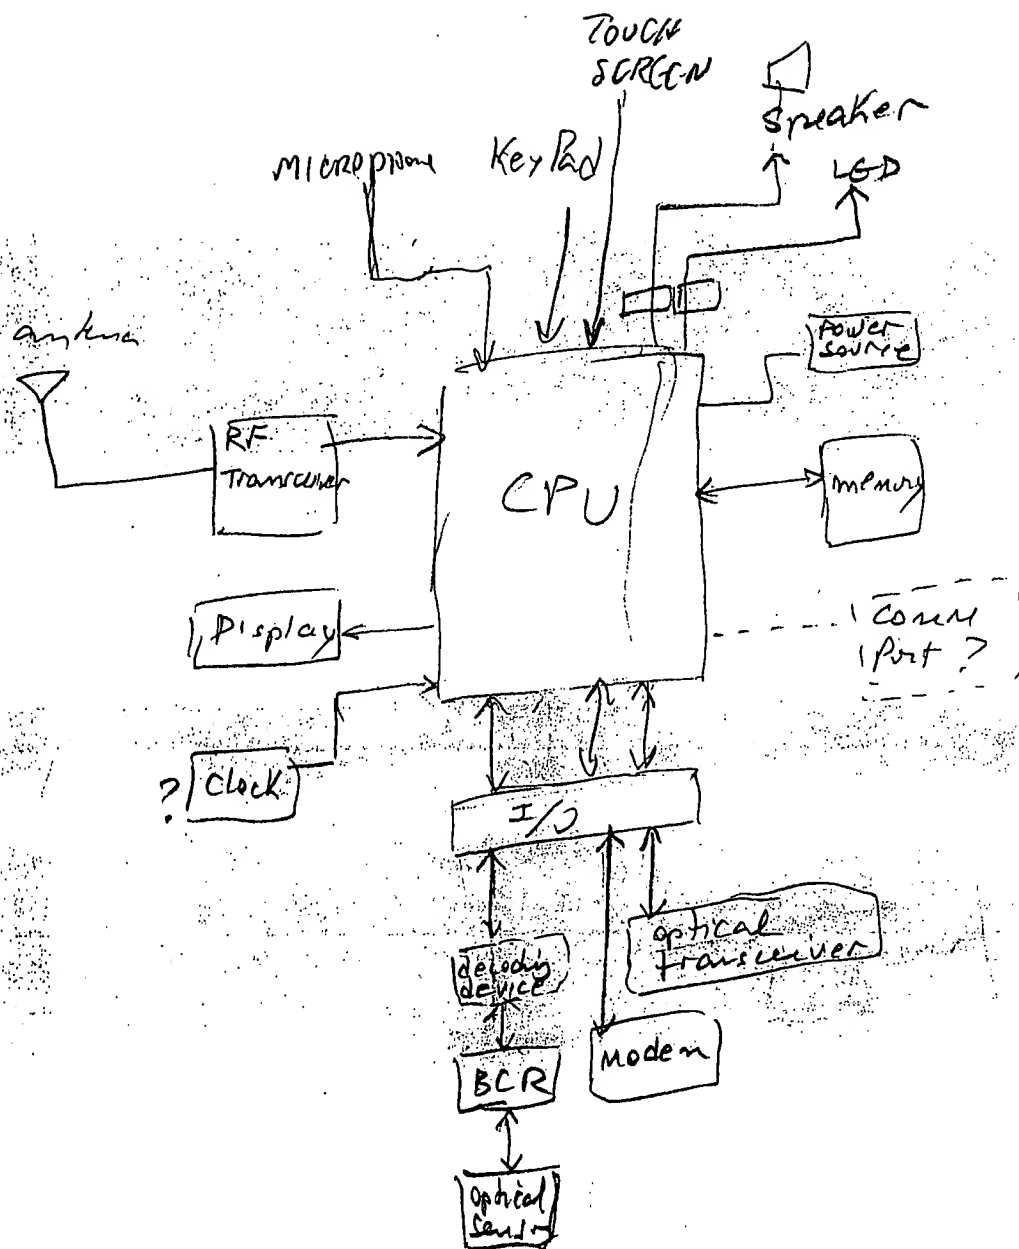 TOUCH
SCREEN
Speaker
KeyPad
MICROPHONE
LED
antenna
Power
Source
RF
Transceiver
CPU
memory
Display
Comm
Port ?
? Clock
I/O
optical
transceiver
decoding
device
Modem
BCR
Optical
Sensor